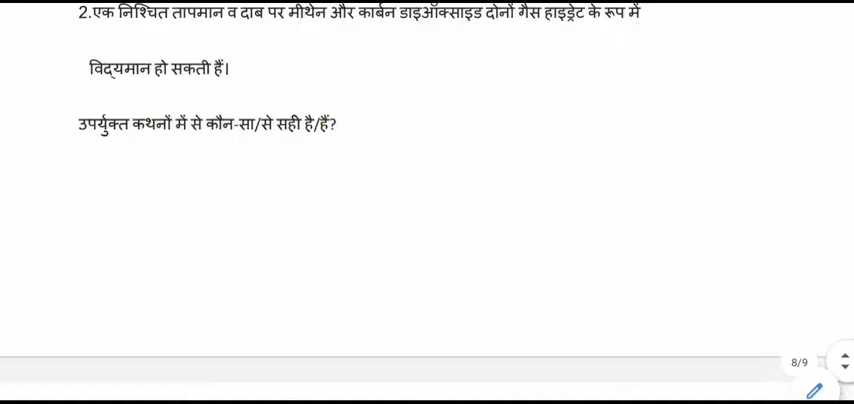 2.एक निश्चित तापमान व दाब पर मीथेन और कार्बन डाइऑक्साइड दोनों गैस हाइड्रेट के रूप में
विद्यमान हो सकती हैं।
उपर्युक्त कथनों में से कौन-सा/से सही है/हैं?
8/9